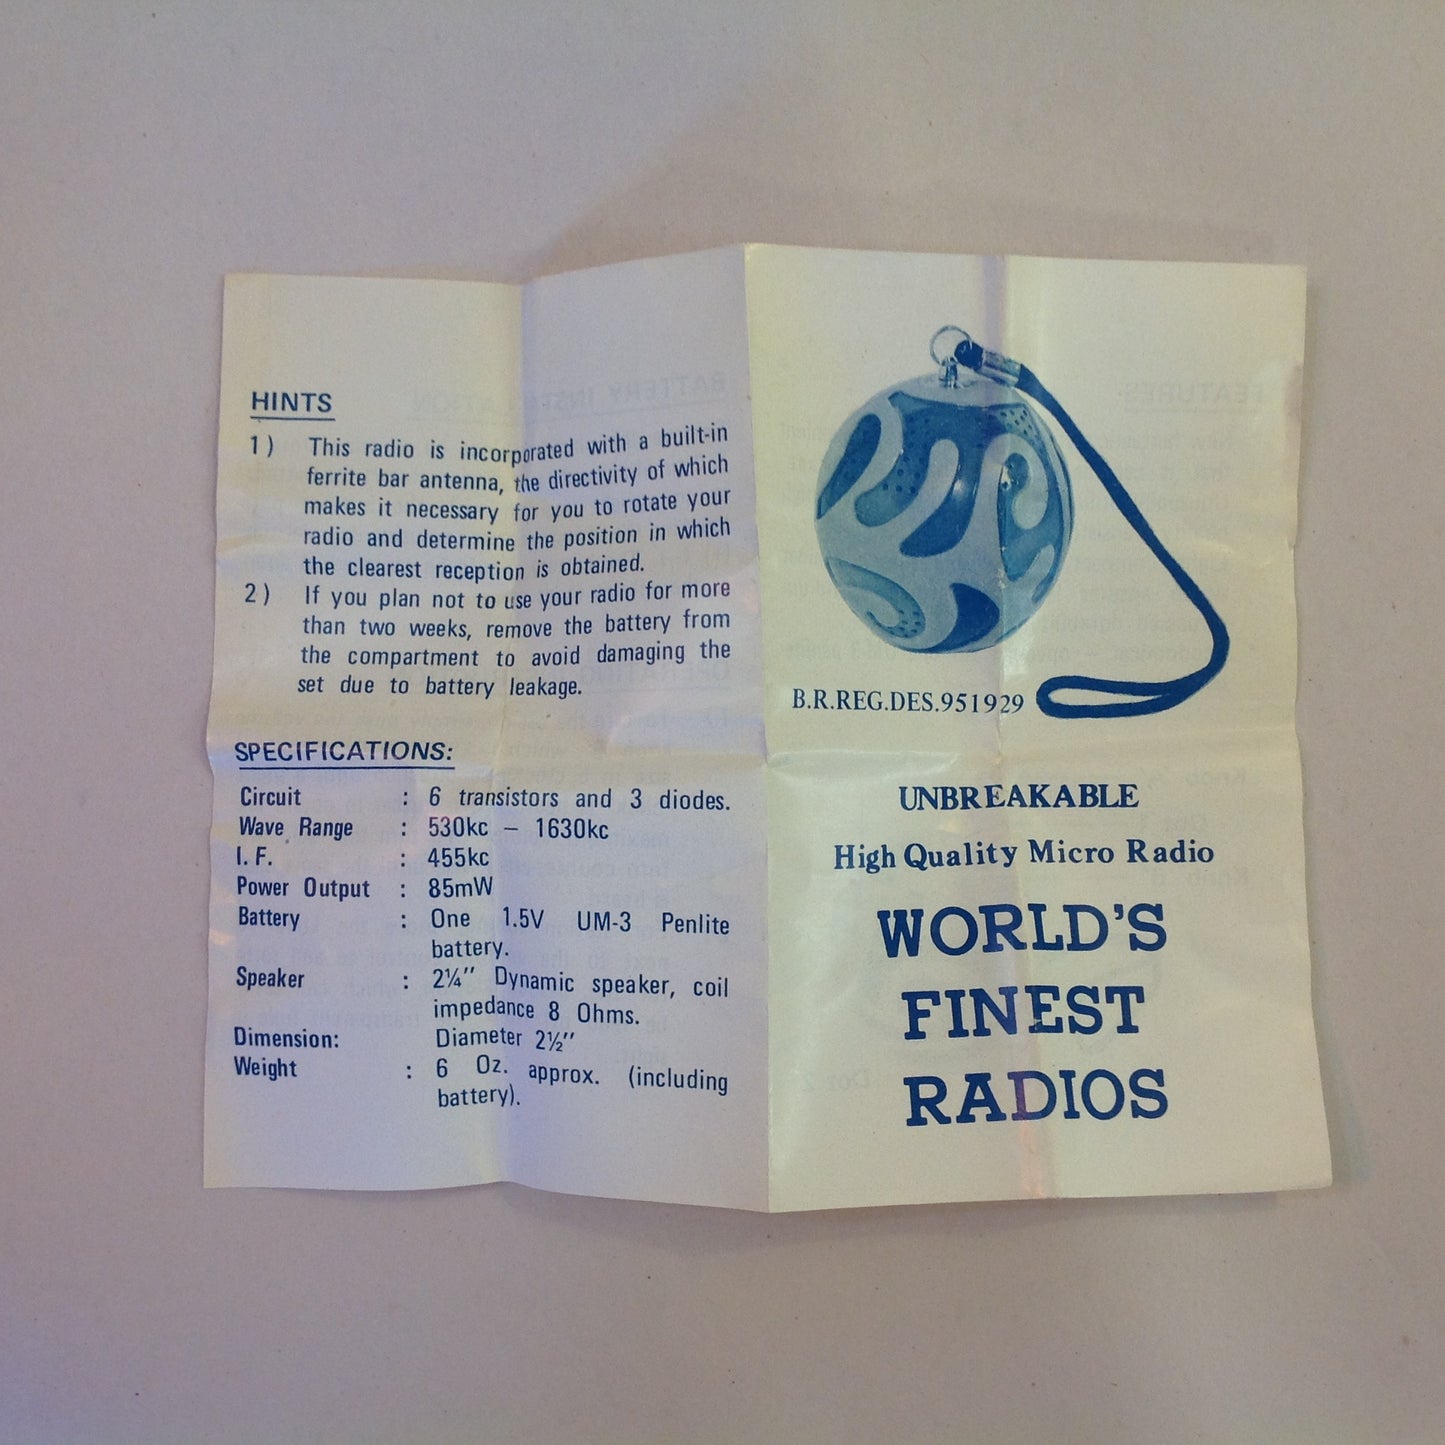 HINTS
1) This radio is incorporated with a built-in
ferrite bar antenna, the directivity of which
makes it necessary for you to rotate your
radio and determine the position in which
the clearest reception is obtained.
2) If you plan not to use your radio for more
than two weeks, remove the battery from
the compartment to avoid damaging the
set due to battery leakage.
SPECIFICATIONS:
Circuit : 6 transistors and 3 diodes.
Wave Range : 530kc – 1630kc
I. F. : 455kc
Power Output : 85mW
Battery : One 1.5V UM-3 Penlite
battery.
Speaker : 2¼″ Dynamic speaker, coil
impedance 8 Ohms.
Dimension: Diameter 2½″
Weight : 6 Oz. approx. (including
battery).
B.R.REG.DES.951929
UNBREAKABLE
High Quality Micro Radio
WORLD'S
FINEST
RADIOS